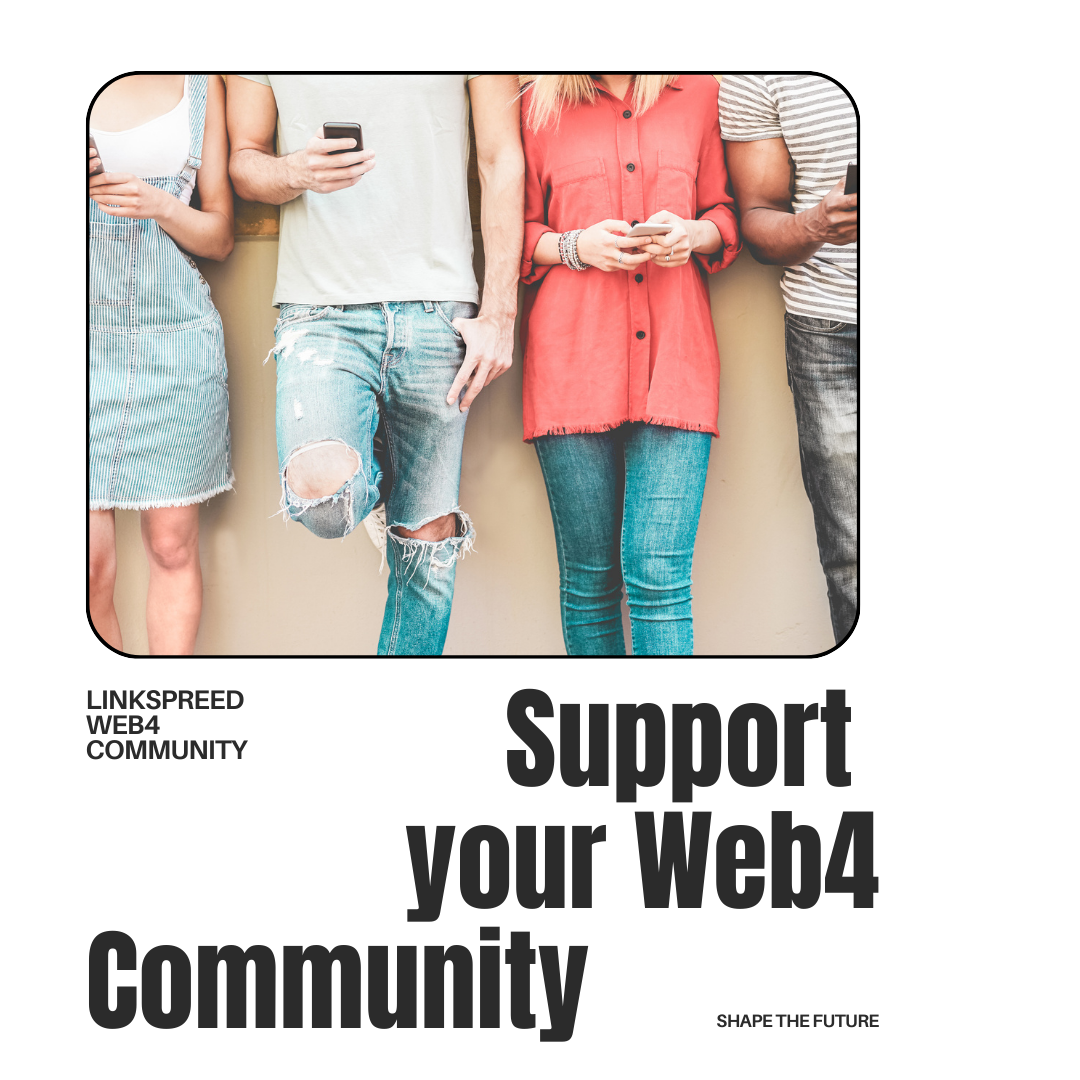 LINKSPREED
WEB4
COMMUNITY
Support
your Web4
Community
SHAPE THE FUTURE